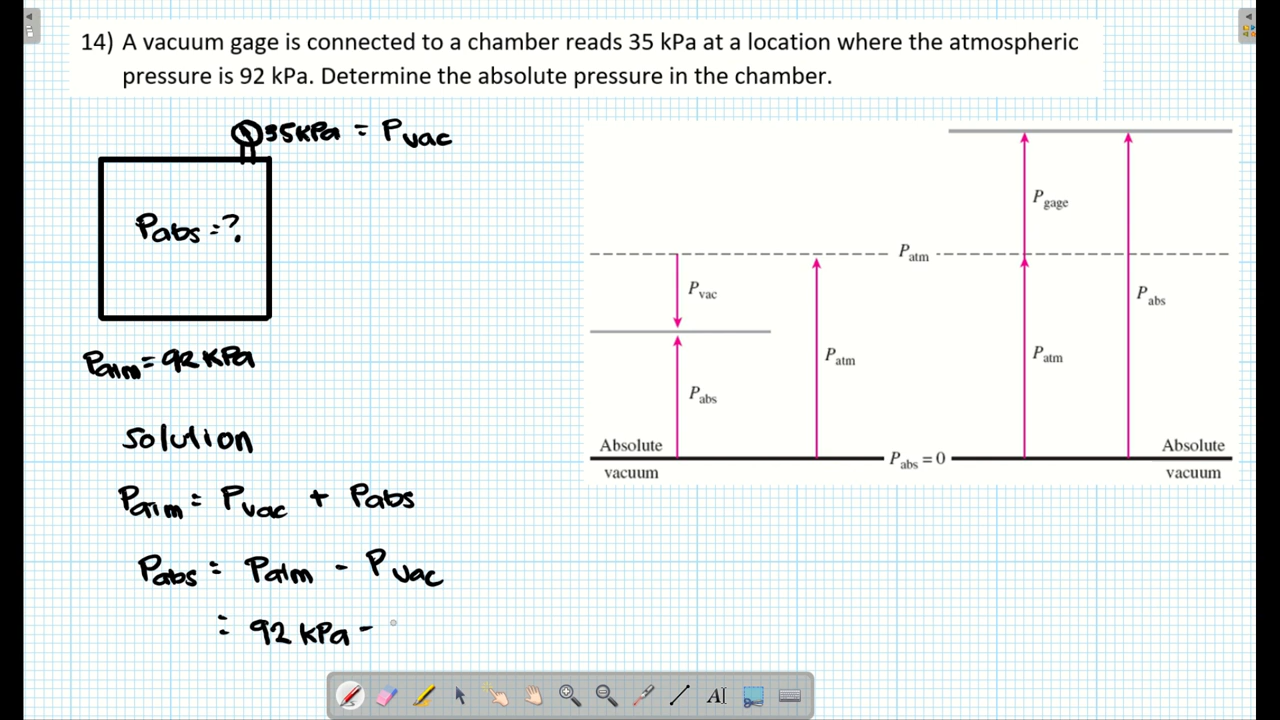 14) A vacuum gage is connected to a chamber reads 35 kPa at a location where the atmospheric
pressure is 92 kPa. Determine the absolute pressure in the chamber.
35kPa = Pvac
Pabs =?
Patm = 92 kPa
Solution
Patm = Pvac + Pabs
Pabs = Patm - Pvac
= 92 kPa -
Pgage
Patm
Pvac
Pabs
Patm
Patm
Pabs
Absolute
vacuum
Pabs = 0
Absolute
vacuum
AI